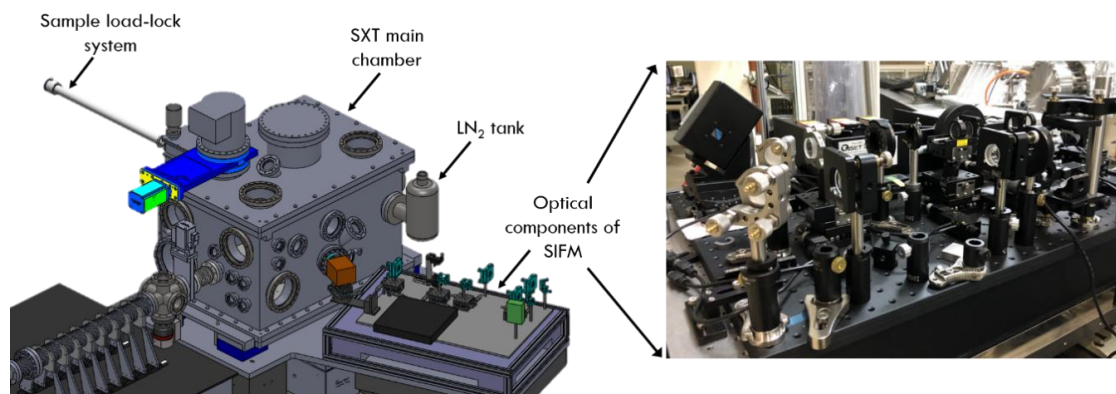 Sample load-lock
system
SXT main
chamber
LN₂ tank
Optical
components of
SIFM